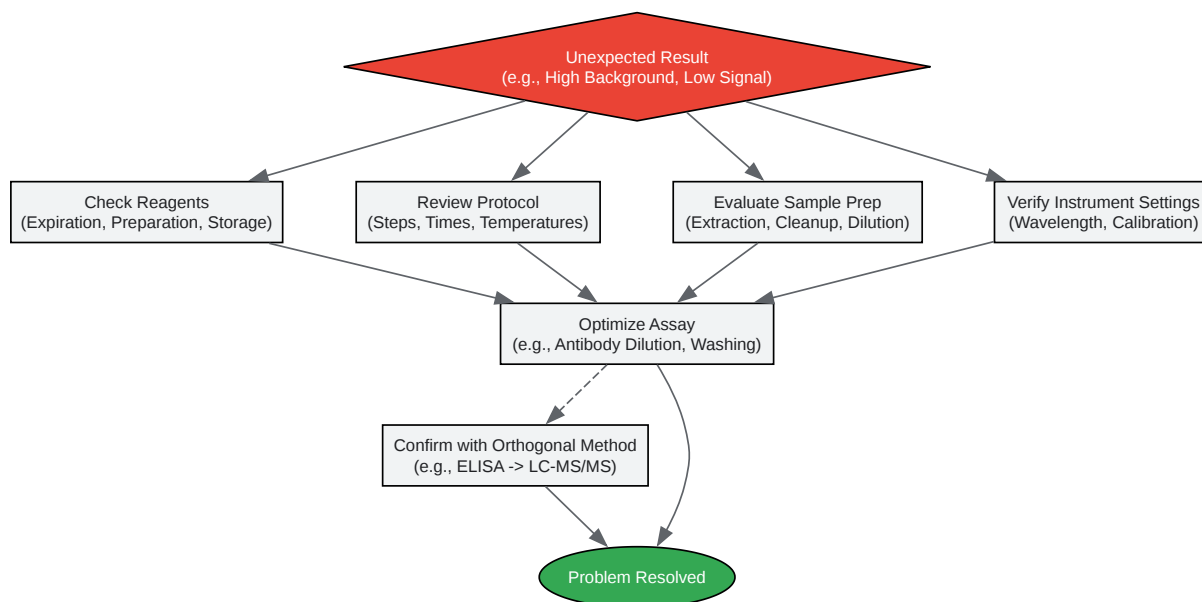 Unexpected Result
(e.g., High Background, Low Signal)
Check Reagents
(Expiration, Preparation, Storage)
Review Protocol
(Steps, Times, Temperatures)
Evaluate Sample Prep
(Extraction, Cleanup, Dilution)
Verify Instrument Settings
(Wavelength, Calibration)
Optimize Assay
(e.g., Antibody Dilution, Washing)
Confirm with Orthogonal Method
(e.g., ELISA -> LC-MS/MS)
Problem Resolved